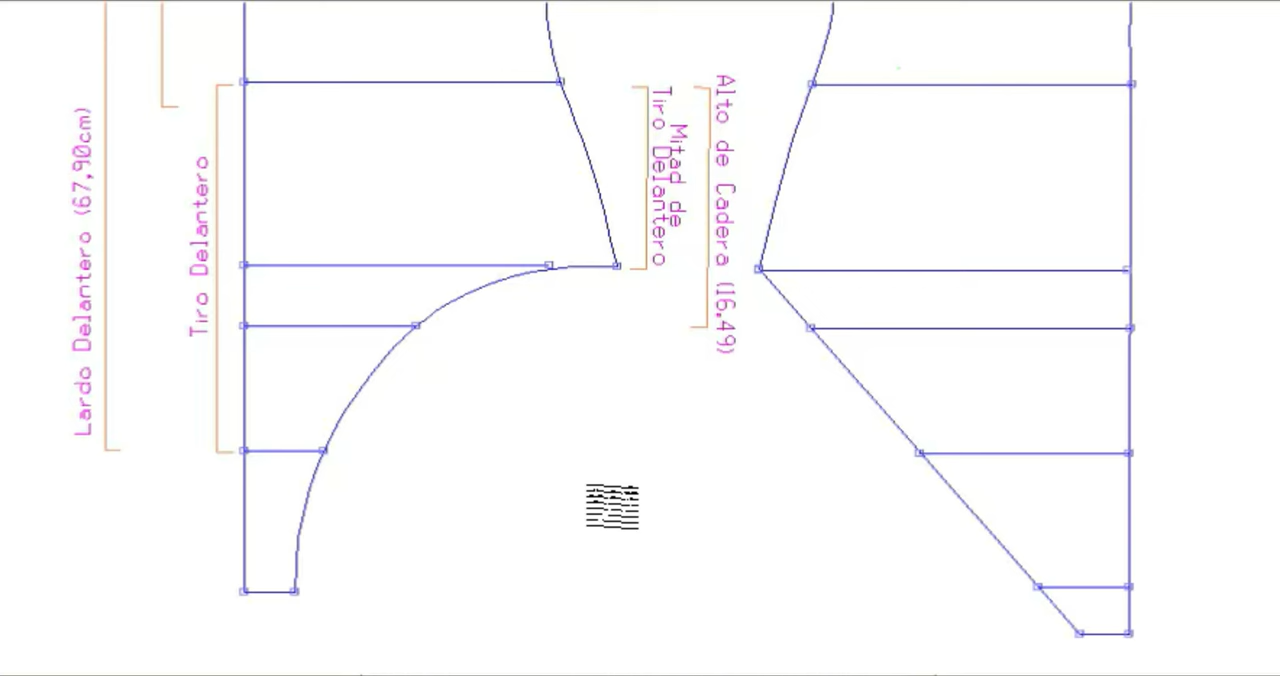 Lardo Delantero (67,90cm)
Tiro Delantero
Mitad de
Tiro Delantero
Alto de Cadera (16,49)